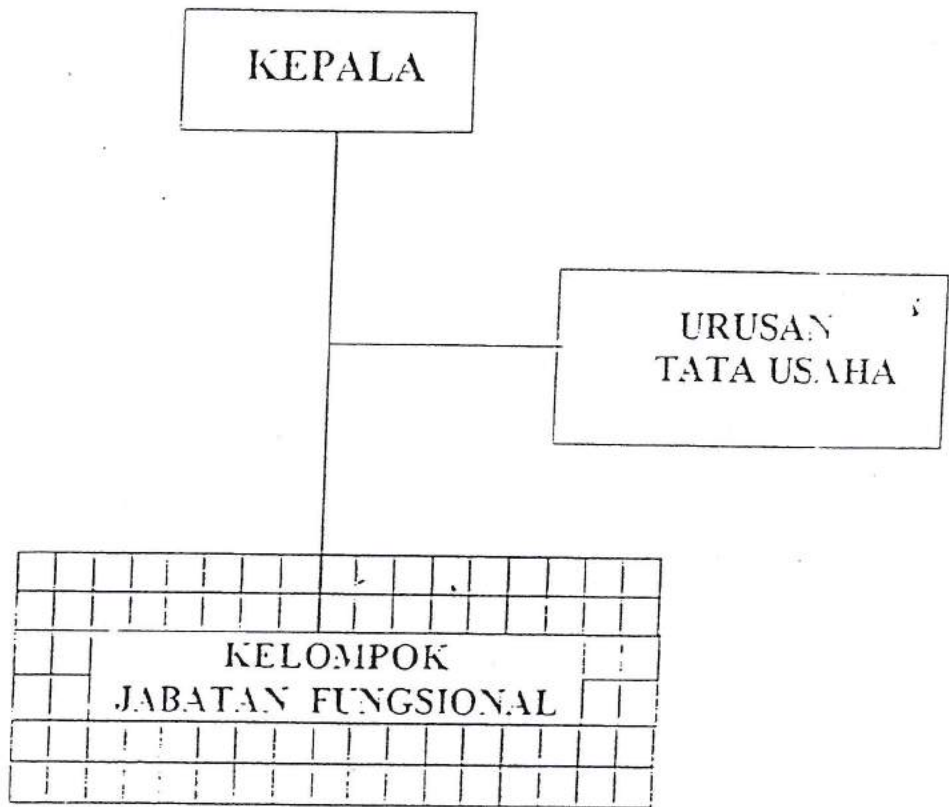 KEPALA
URUSAN
TATA USAHA
KELOMPOK
JABATAN FUNGSIONAL